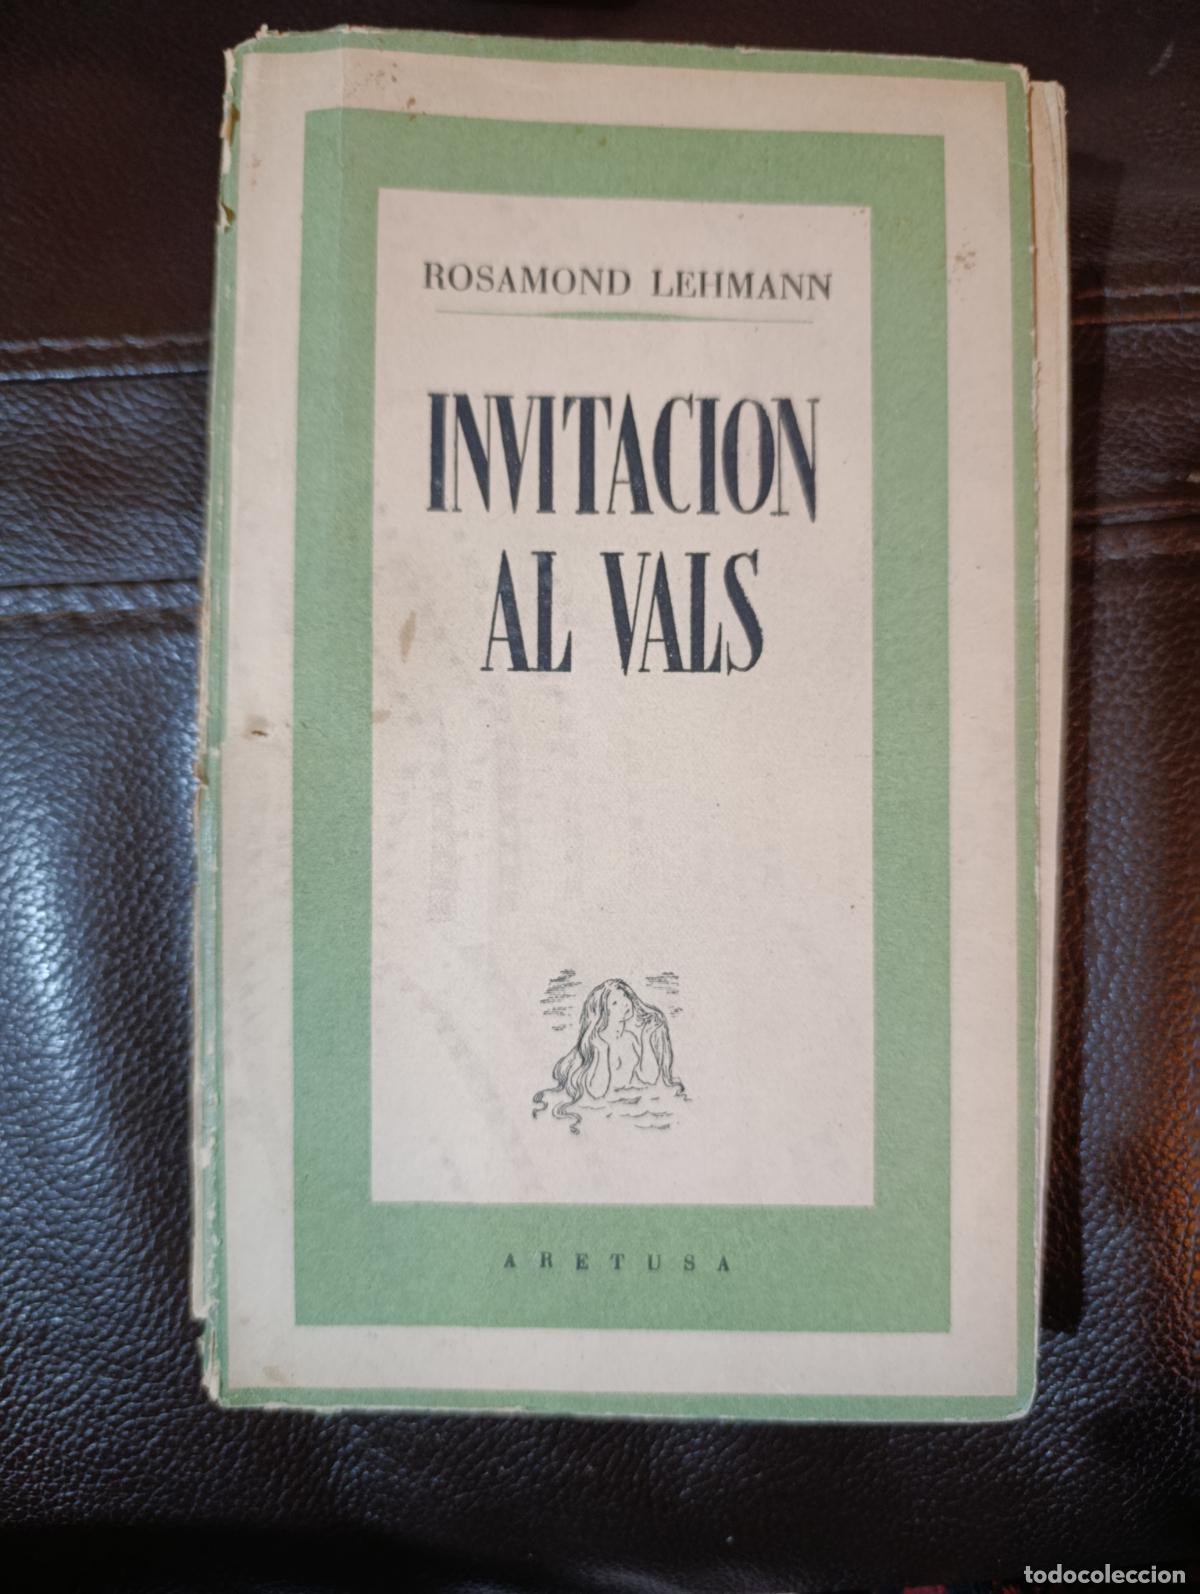 ROSAMOND LEHMANN
INVITACION
AL VALS
ARETUSA
todocoleccion